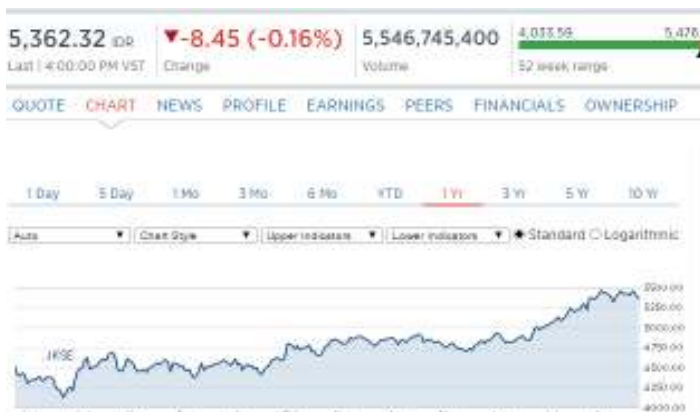 5,362.32 IDR ▼-8.45 (-0.16%) 5,546,745,400 4,033.59 5,476
Last | 4:00:00 PM VST Change Volume 52 week range
QUOTE CHART NEWS PROFILE EARNINGS PEERS FINANCIALS OWNERSHIP
1 Day 5 Day 1 Mo 3 Mo 6 Mo YTD 1 Yr 3 Yr 5 Yr 10 Yr
Auto Chart Style Upper Indicators Lower Indicators Standard Logarithmic
5500.00
5250.00
5000.00
4750.00
JKSE
4500.00
4250.00
4000.00